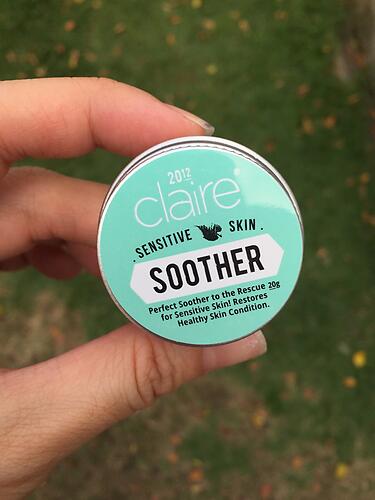 2012
claire
. SENSITIVE SKIN .
SOOTHER
Perfect Soother to the Rescue 20g
for Sensitive Skin! Restores
Healthy Skin Condition.